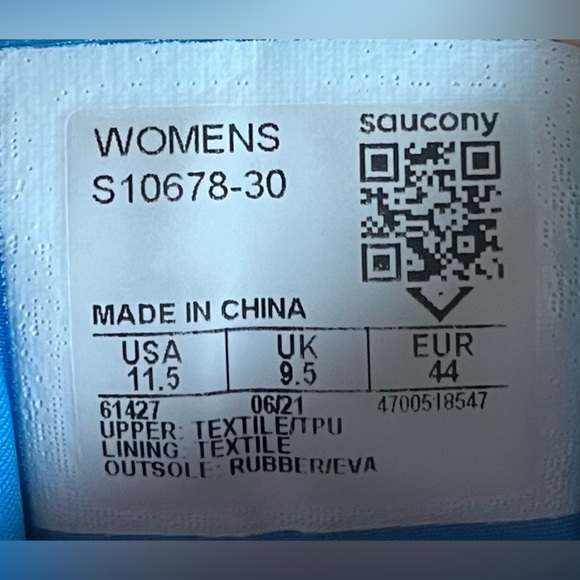 saucony
WOMENS
S10678-30
MADE IN CHINA
USA UK EUR
11.5 9.5 44
61427 06/21 4700518547
UPPER: TEXTILE/TPU
LINING: TEXTILE
OUTSOLE: RUBBER/EVA